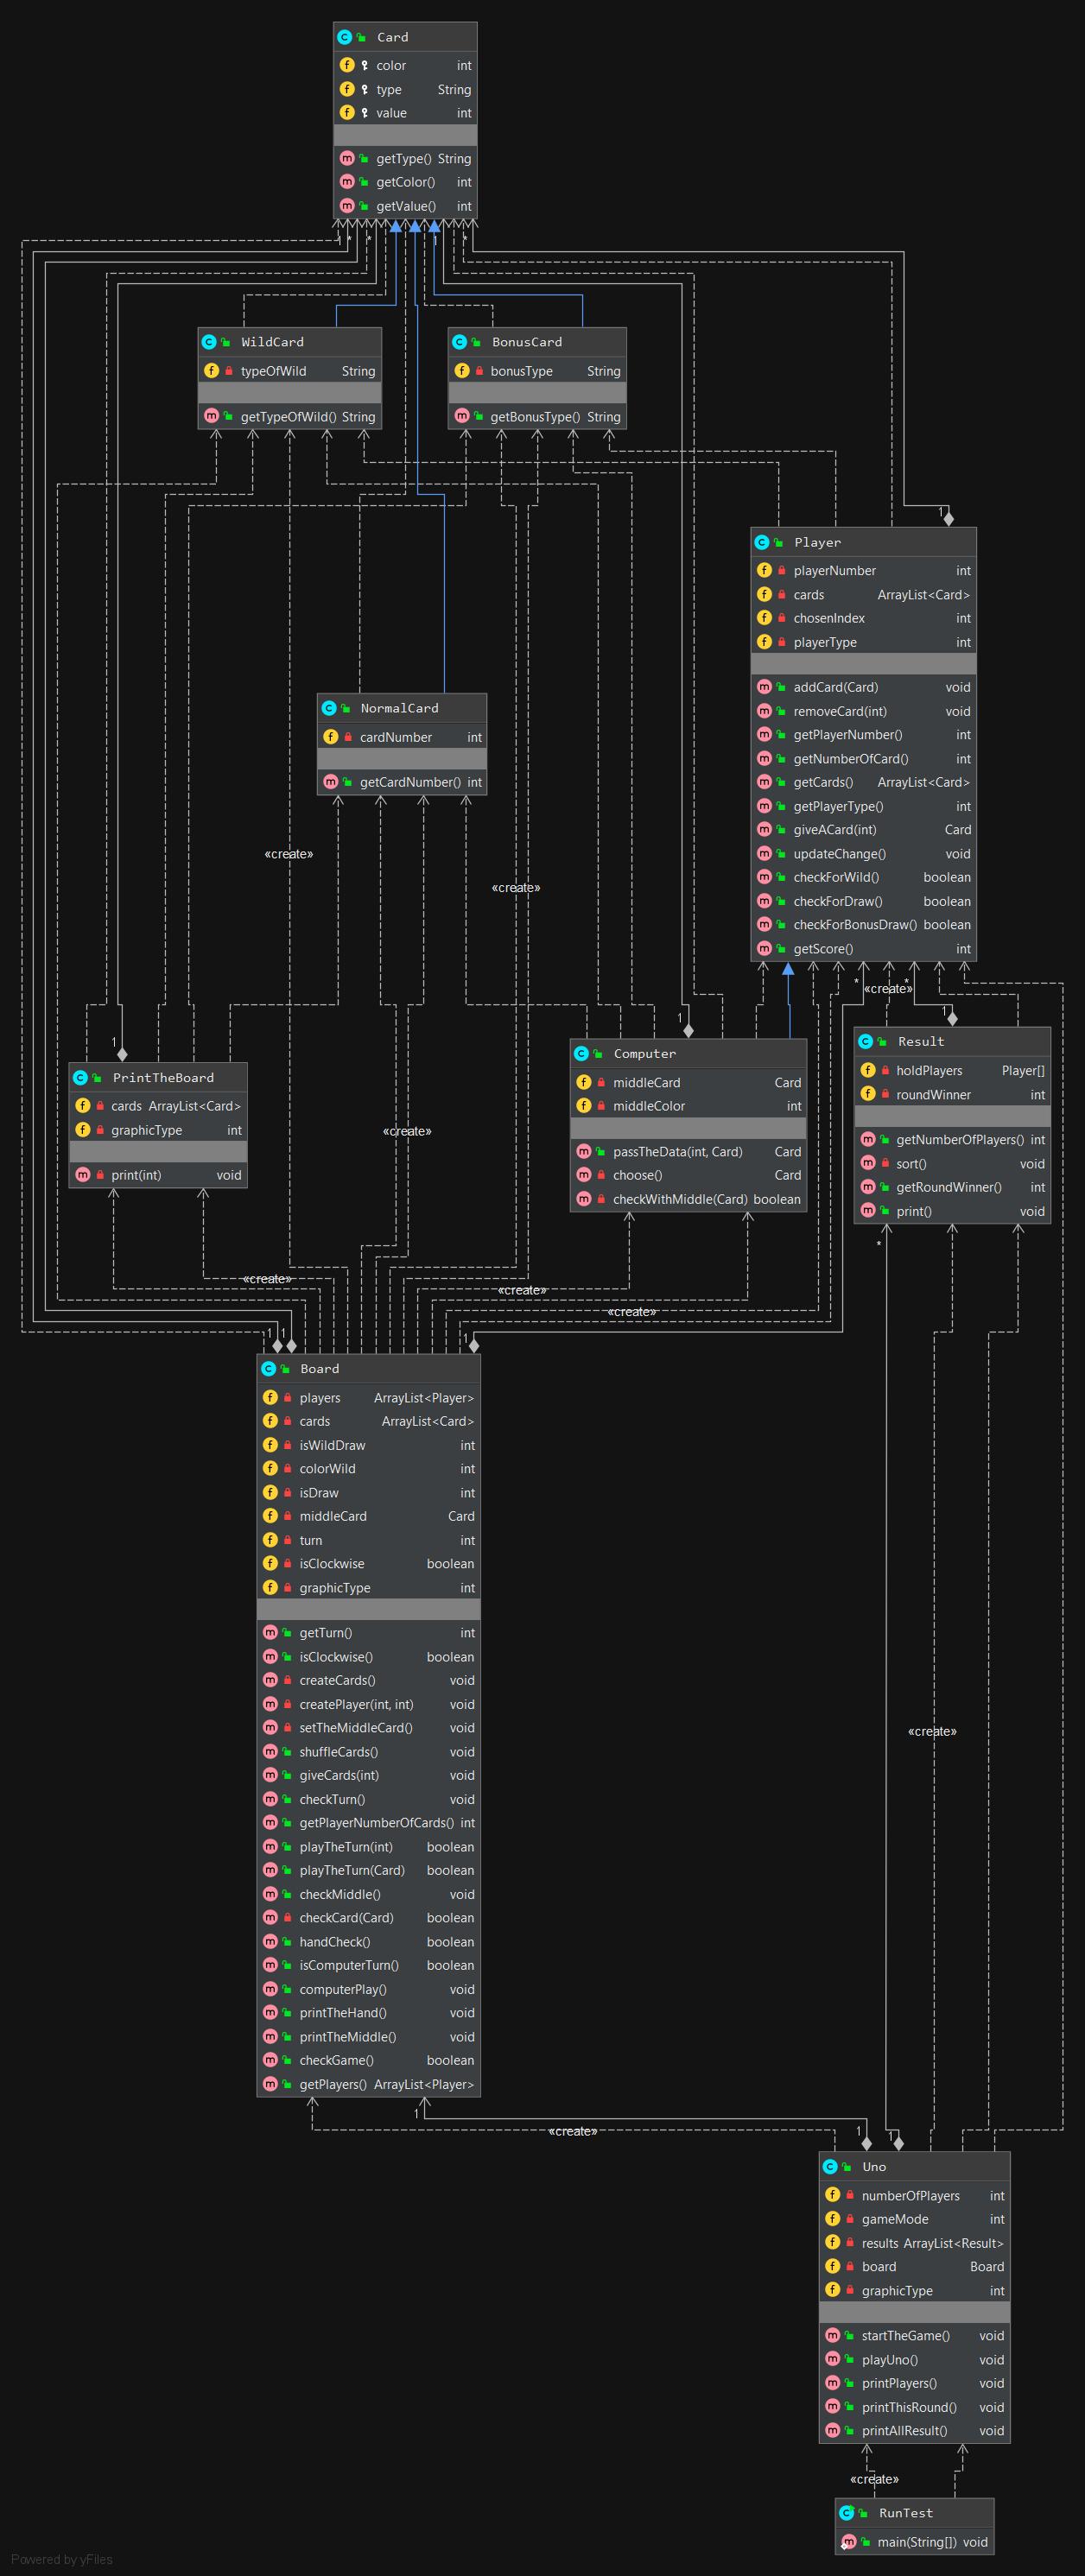 Card
color int
type String
value int
getType() String
getColor() int
getValue() int
* * 1 *
WildCard
typeOfWild String
getTypeOfWild() String
BonusCard
bonusType String
getBonusType() String
1
Player
playerNumber int
cards ArrayList<Card>
chosenIndex int
playerType int
addCard(Card) void
removeCard(int) void
getPlayerNumber() int
getNumberOfCard() int
getCards() ArrayList<Card>
getPlayerType() int
giveACard(int) Card
updateChange() void
checkForWild() boolean
checkForDraw() boolean
checkForBonusDraw() boolean
getScore() int
NormalCard
cardNumber int
getCardNumber() int
«create»
«create»
* «create» *
1
1
1
PrintTheBoard
cards ArrayList<Card>
graphicType int
print(int) void
«create»
Computer
middleCard Card
middleColor int
passTheData(int, Card) Card
choose() Card
checkWithMiddle(Card) boolean
Result
holdPlayers Player[]
roundWinner int
getNumberOfPlayers() int
sort() void
getRoundWinner() int
print() void
*
«create»
«create»
«create»
1 1
1
Board
players ArrayList<Player>
cards ArrayList<Card>
isWildDraw int
colorWild int
isDraw int
middleCard Card
turn int
isClockwise boolean
graphicType int
getTurn() int
isClockwise() boolean
createCards() void
createPlayer(int, int) void
setTheMiddleCard() void
shuffleCards() void
giveCards(int) void
checkTurn() void
getPlayerNumberOfCards() int
playTheTurn(int) boolean
playTheTurn(Card) boolean
checkMiddle() void
checkCard(Card) boolean
handCheck() boolean
isComputerTurn() boolean
computerPlay() void
printTheHand() void
printTheMiddle() void
checkGame() boolean
getPlayers() ArrayList<Player>
«create»
1
«create»
1 1
Uno
numberOfPlayers int
gameMode int
results ArrayList<Result>
board Board
graphicType int
startTheGame() void
playUno() void
printPlayers() void
printThisRound() void
printAllResult() void
«create»
RunTest
main(String[]) void
Powered by yFiles